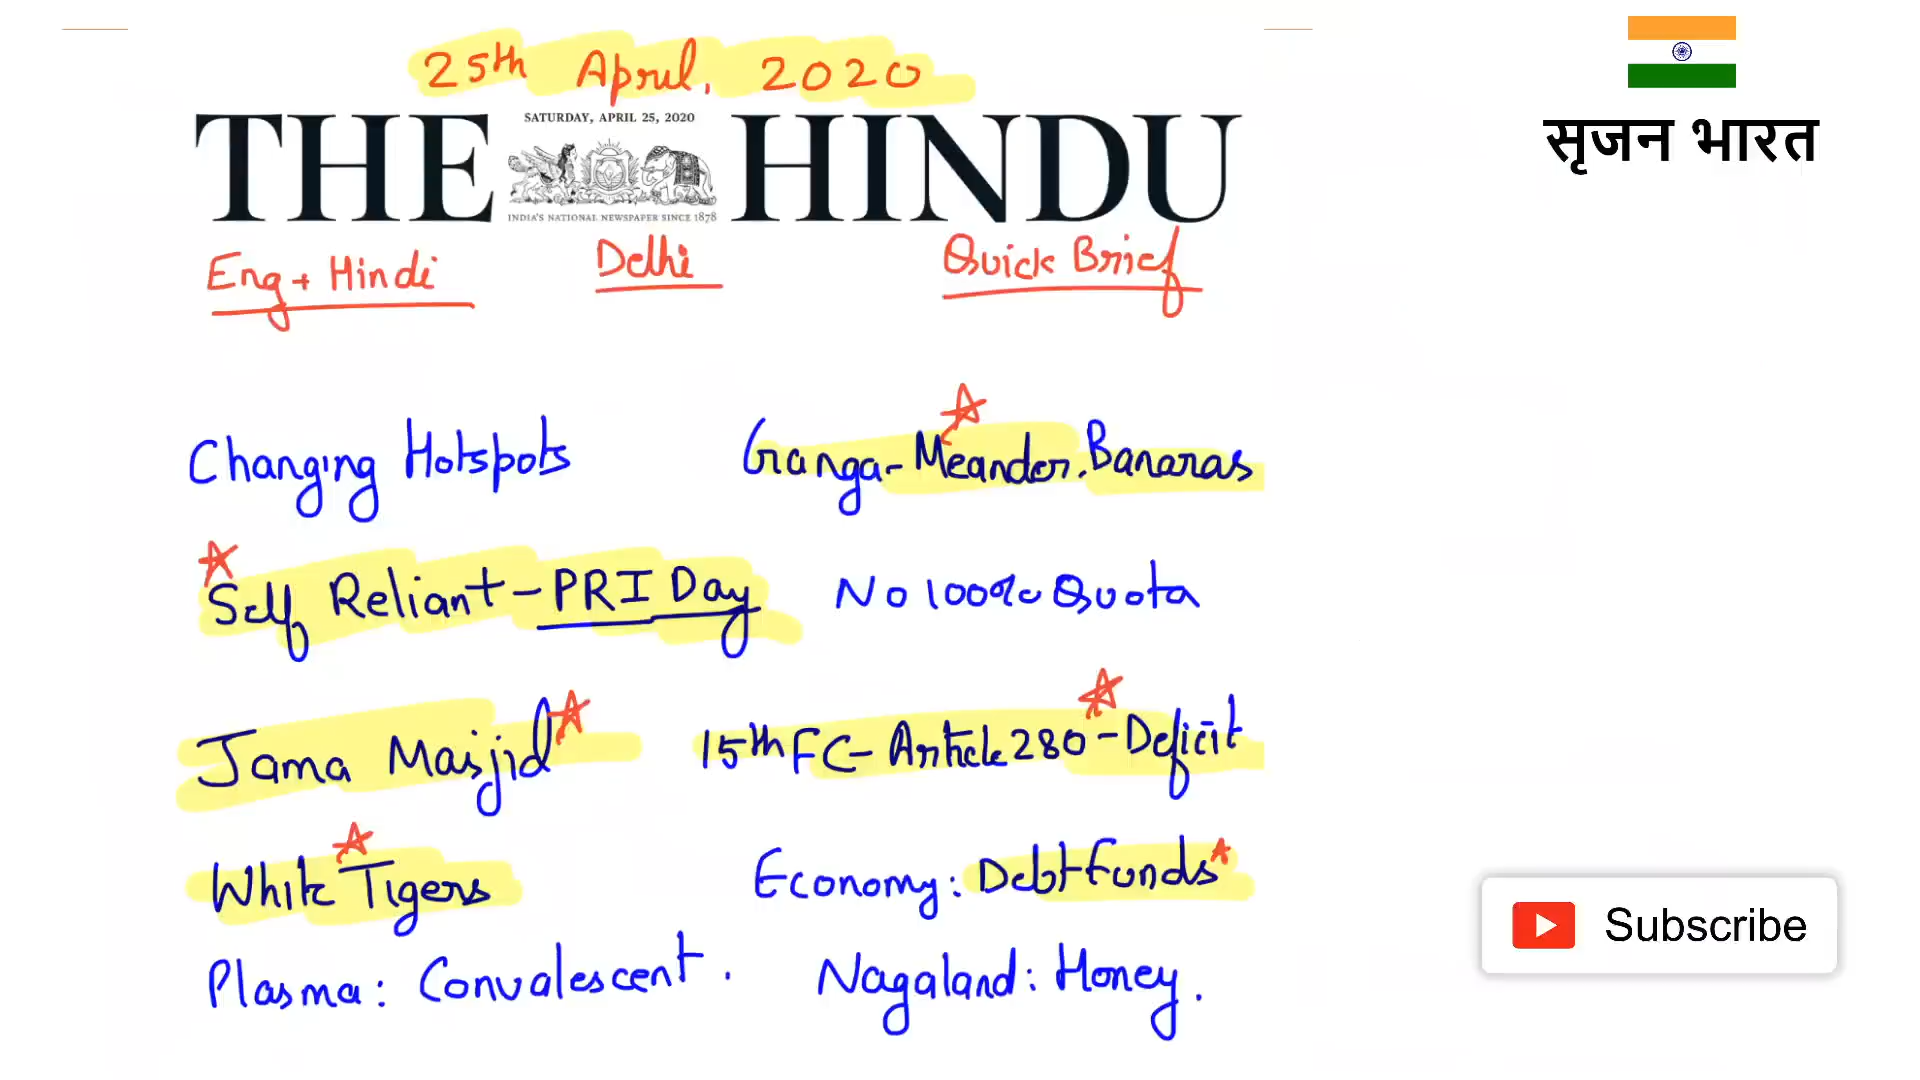 25th April, 2020
सृजन भारत
SATURDAY, APRIL 25, 2020
THE HINDU
INDIA'S NATIONAL NEWSPAPER SINCE 1878
Eng + Hindi Delhi Quick Brief
Changing Hotspots Ganga - Meander. Banaras
Self Reliant - PRI Day No 100% Quota
Jama Masjid 15th FC - Article 280 - Deficit
White Tigers Economy: Debt Funds
Subscribe
Plasma: Convalescent. Nagaland: Honey.